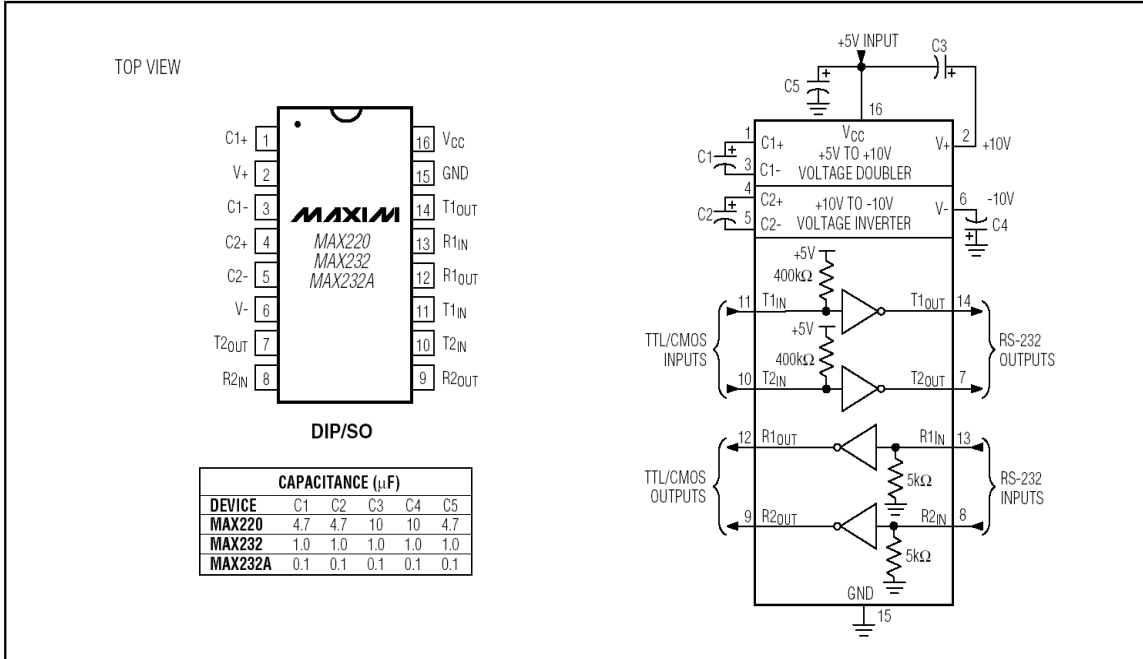 TOP VIEW
C1+ 1
V+ 2
C1- 3
C2+ 4
C2- 5
V- 6
T2OUT 7
R2IN 8
16 VCC
15 GND
14 T1OUT
13 R1IN
12 R1OUT
11 T1IN
10 T2IN
9 R2OUT
MAXIM
MAX220
MAX232
MAX232A
DIP/SO
CAPACITANCE (μF)
DEVICE C1 C2 C3 C4 C5
MAX220 4.7 4.7 10 10 4.7
MAX232 1.0 1.0 1.0 1.0 1.0
MAX232A 0.1 0.1 0.1 0.1 0.1
+5V INPUT
C3
+
C5
+
16
VCC
1
C1+
C1
+
3
C1-
+5V TO +10V
VOLTAGE DOUBLER
V+
2
+10V
4
C2+
C2
+
5
C2-
+10V TO -10V
VOLTAGE INVERTER
V-
6
-10V
C4
+
+5V
400kΩ
11 T1IN
T1OUT 14
+5V
400kΩ
10 T2IN
T2OUT 7
TTL/CMOS
INPUTS
RS-232
OUTPUTS
12 R1OUT
R1IN 13
5kΩ
9 R2OUT
R2IN 8
5kΩ
TTL/CMOS
OUTPUTS
RS-232
INPUTS
GND
15